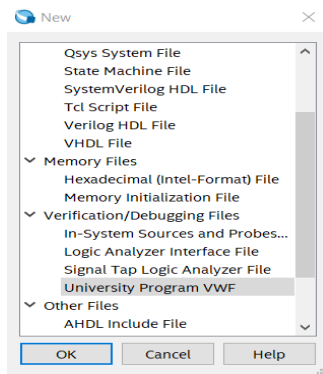 New
Qsys System File
State Machine File
SystemVerilog HDL File
Tcl Script File
Verilog HDL File
VHDL File
Memory Files
Hexadecimal (Intel-Format) File
Memory Initialization File
Verification/Debugging Files
In-System Sources and Probes...
Logic Analyzer Interface File
Signal Tap Logic Analyzer File
University Program VWF
Other Files
AHDL Include File
OK Cancel Help